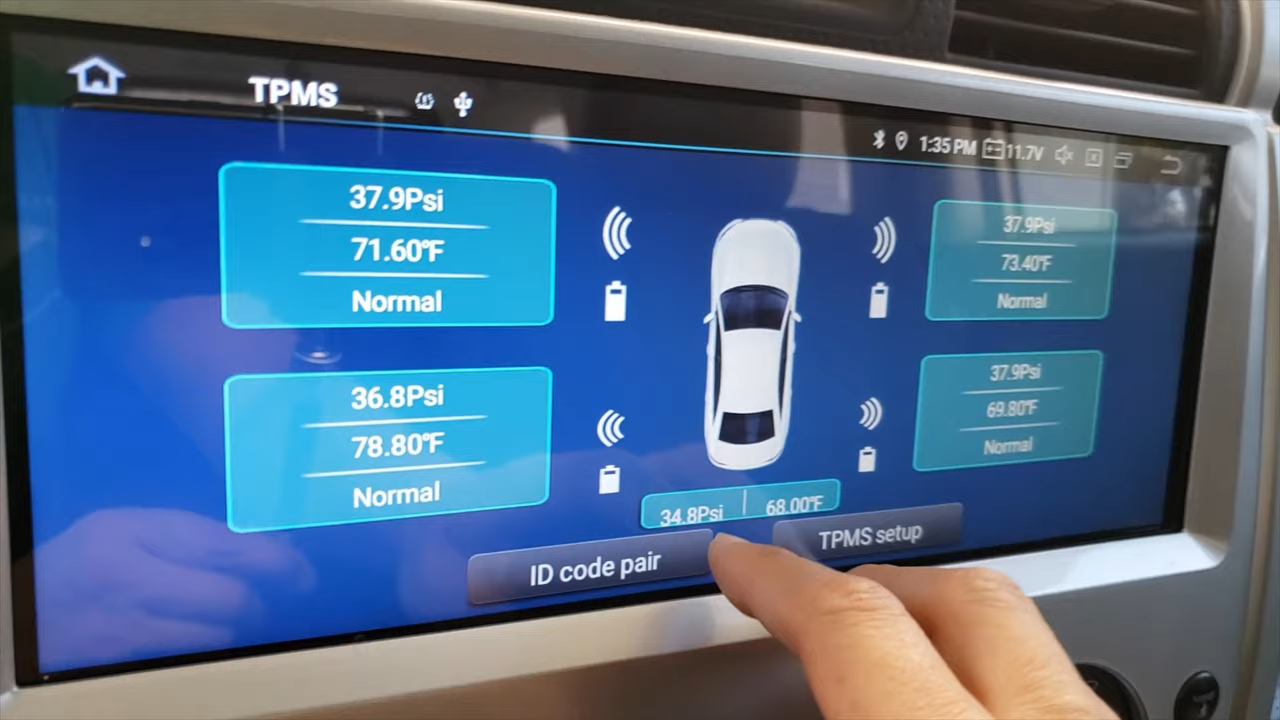 TPMS
1:35 PM 11.7V
37.9Psi
71.60°F
Normal
37.9Psi
73.40°F
Normal
36.8Psi
78.80°F
Normal
37.9Psi
69.80°F
Normal
34.8Psi | 68.00°F
ID code pair
TPMS setup